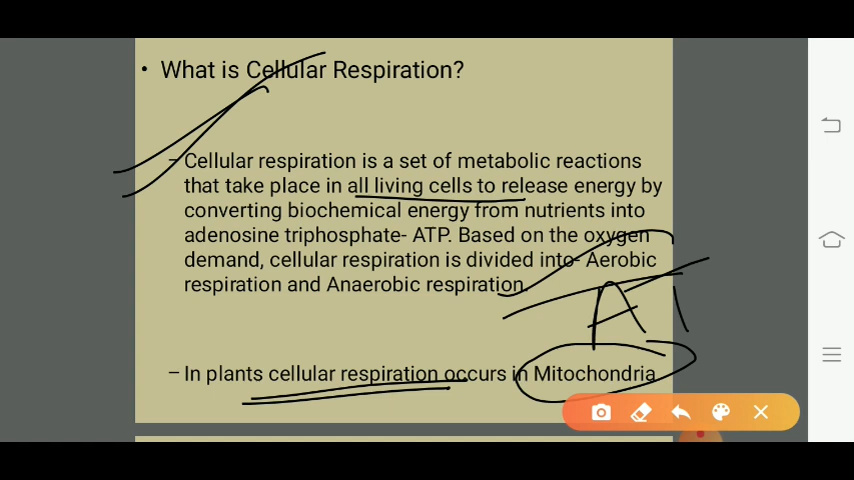 • What is Cellular Respiration?
– Cellular respiration is a set of metabolic reactions
that take place in all living cells to release energy by
converting biochemical energy from nutrients into
adenosine triphosphate- ATP. Based on the oxygen
demand, cellular respiration is divided into- Aerobic
respiration and Anaerobic respiration.
A
– In plants cellular respiration occurs in Mitochondria